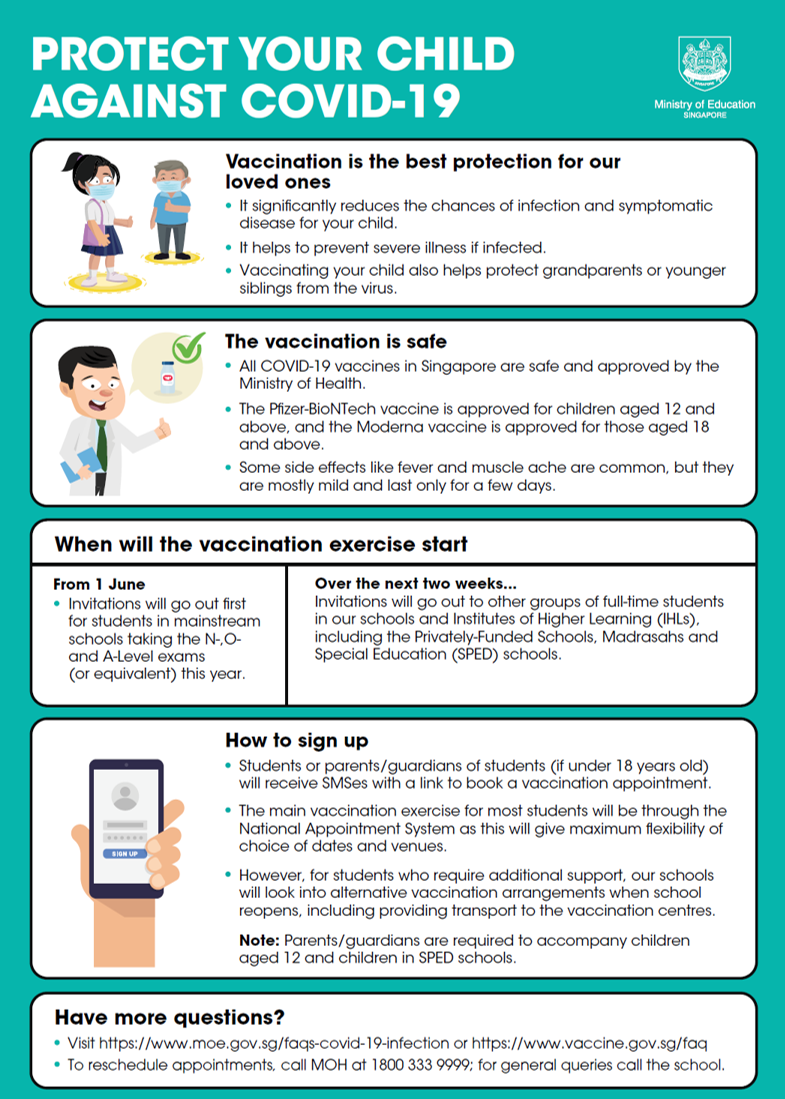 PROTECT YOUR CHILD
AGAINST COVID-19
Ministry of Education
SINGAPORE
Vaccination is the best protection for our
loved ones
• It significantly reduces the chances of infection and symptomatic
disease for your child.
• It helps to prevent severe illness if infected.
• Vaccinating your child also helps protect grandparents or younger
siblings from the virus.
The vaccination is safe
• All COVID-19 vaccines in Singapore are safe and approved by the
Ministry of Health.
• The Pfizer-BioNTech vaccine is approved for children aged 12 and
above, and the Moderna vaccine is approved for those aged 18
and above.
• Some side effects like fever and muscle ache are common, but they
are mostly mild and last only for a few days.
When will the vaccination exercise start
From 1 June
• Invitations will go out first
for students in mainstream
schools taking the N-,O-
and A-Level exams
(or equivalent) this year.
Over the next two weeks...
Invitations will go out to other groups of full-time students
in our schools and Institutes of Higher Learning (IHLs),
including the Privately-Funded Schools, Madrasahs and
Special Education (SPED) schools.
How to sign up
• Students or parents/guardians of students (if under 18 years old)
will receive SMSes with a link to book a vaccination appointment.
• The main vaccination exercise for most students will be through the
National Appointment System as this will give maximum flexibility of
choice of dates and venues.
• However, for students who require additional support, our schools
will look into alternative vaccination arrangements when school
reopens, including providing transport to the vaccination centres.
Note: Parents/guardians are required to accompany children
aged 12 and children in SPED schools.
SIGN UP
Have more questions?
• Visit https://www.moe.gov.sg/faqs-covid-19-infection or https://www.vaccine.gov.sg/faq
• To reschedule appointments, call MOH at 1800 333 9999; for general queries call the school.